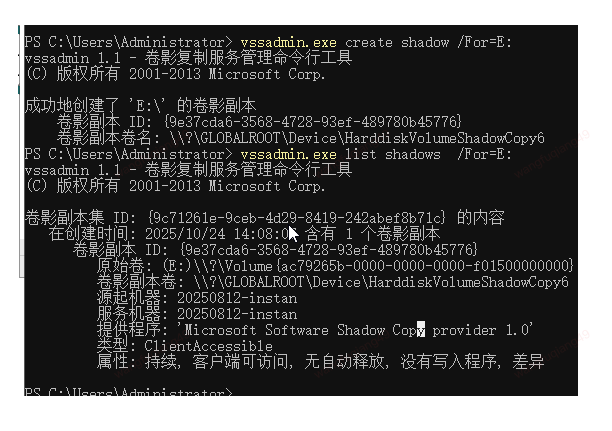 PS C:\Users\Administrator> vssadmin.exe create shadow /For=E:
vssadmin 1.1 - 卷影复制服务管理命令行工具
(C) 版权所有 2001-2013 Microsoft Corp.
成功地创建了 'E:\' 的卷影副本
卷影副本 ID: {9e37cda6-3568-4728-93ef-489780b45776}
卷影副本卷名: \\?\GLOBALROOT\Device\HarddiskVolumeShadowCopy6
PS C:\Users\Administrator> vssadmin.exe list shadows  /For=E:
vssadmin 1.1 - 卷影复制服务管理命令行工具
(C) 版权所有 2001-2013 Microsoft Corp.
卷影副本集 ID: {9c71261e-9ceb-4d29-8419-242abef8b71c} 的内容
在创建时间: 2025/10/24 14:08:0 含有 1 个卷影副本
卷影副本 ID: {9e37cda6-3568-4728-93ef-489780b45776}
原始卷: (E:)\\?\Volume{ac79265b-0000-0000-0000-f01500000000}
卷影副本卷: \\?\GLOBALROOT\Device\HarddiskVolumeShadowCopy6
源起机器: 20250812-instan
服务机器: 20250812-instan
提供程序: 'Microsoft Software Shadow Copy provider 1.0'
类型: ClientAccessible
属性: 持续, 客户端可访问, 无自动释放, 没有写入程序, 差异
PS C:\Users\Administrator>